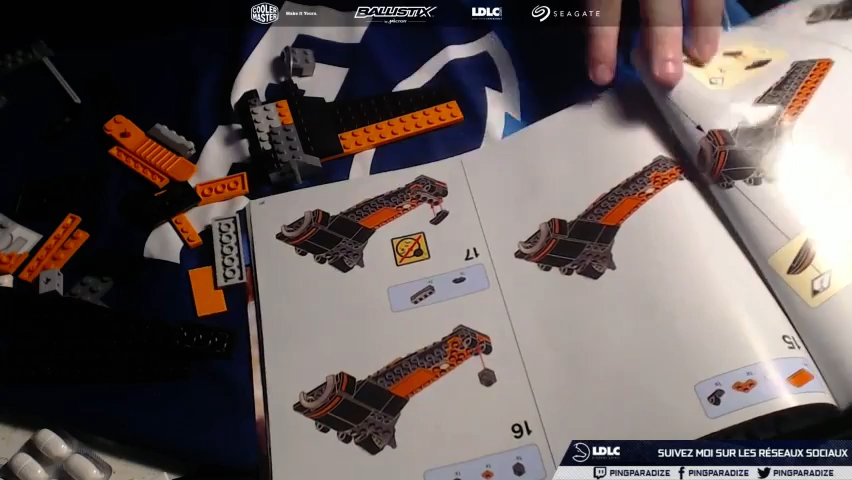 COOLER MASTER
Make It Yours.
BALLISTIX
by Micron
LDLC
SEAGATE
17
16
15
LDLC
SUIVEZ MOI SUR LES RÉSEAUX SOCIAUX
PINGPARADIZE PINGPARADIZE PINGPARADIZE